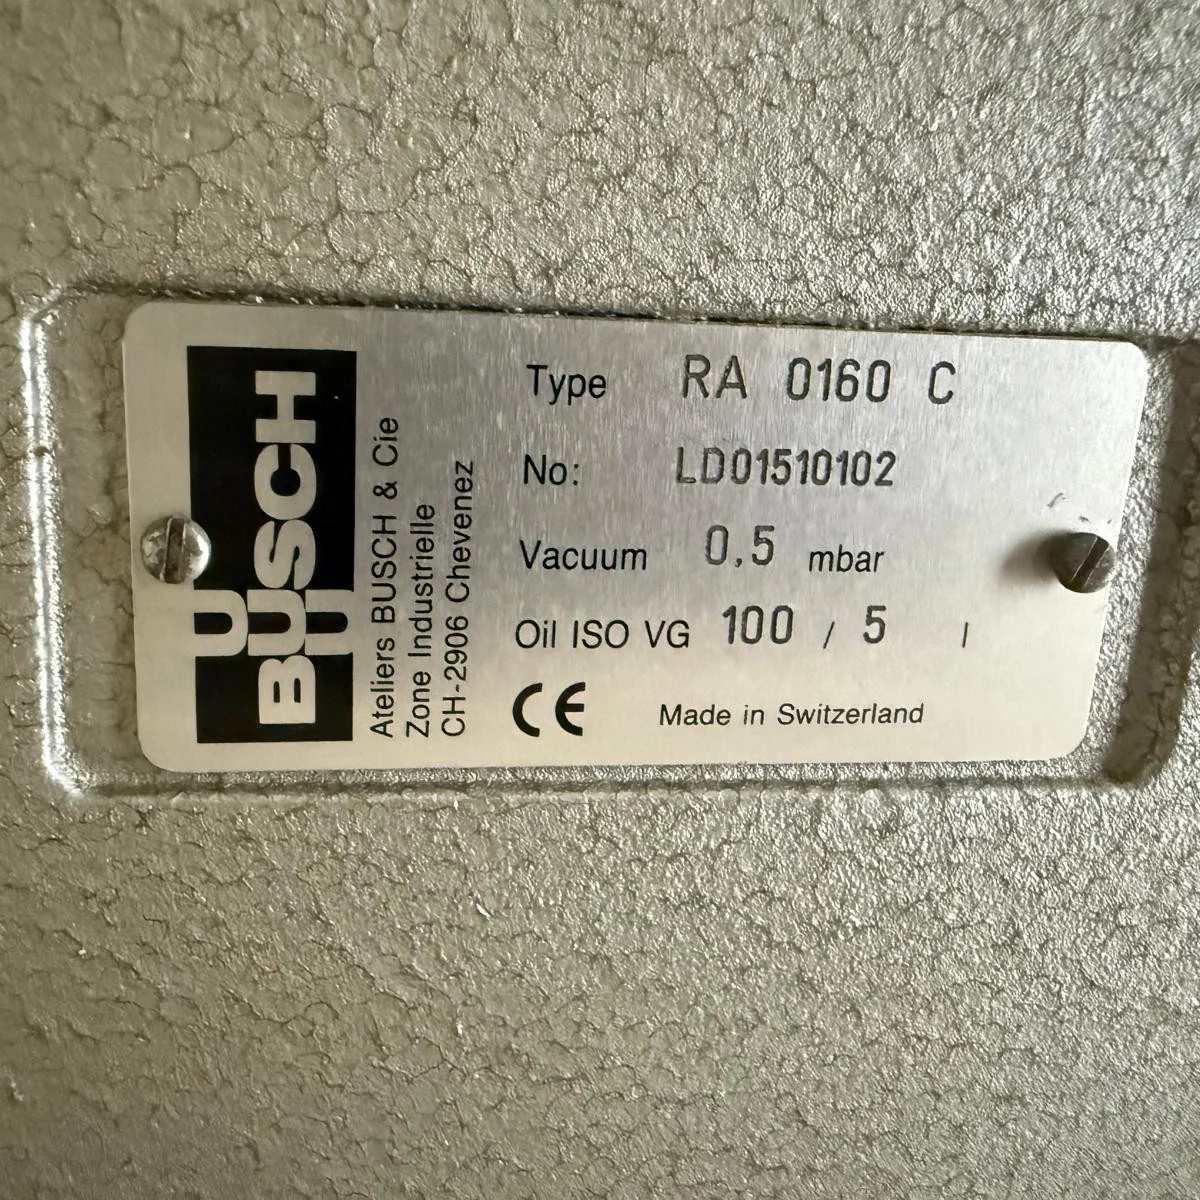 BUSCH
Ateliers BUSCH & Cie
Zone Industrielle
CH-2906 Chevenez
Type RA 0160 C
No: LD01510102
Vacuum 0,5 mbar
Oil ISO VG 100 / 5 l
CE Made in Switzerland